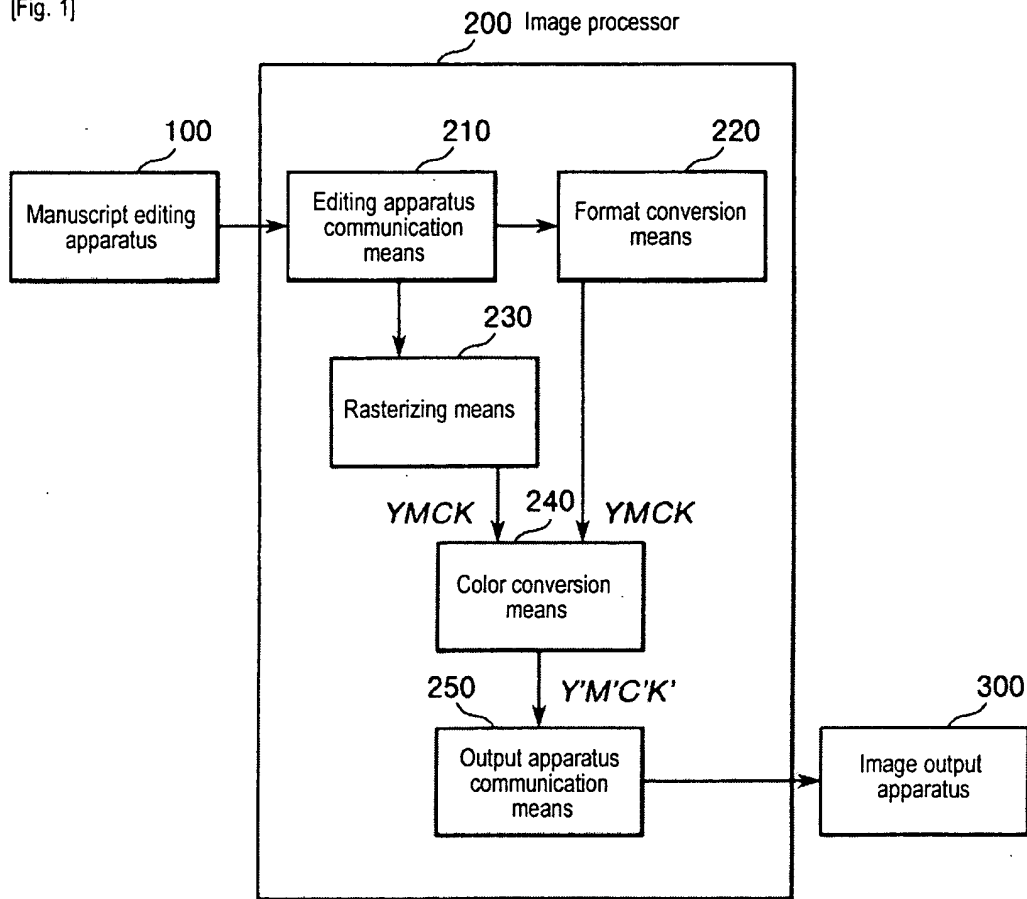 [Fig. 1]
200 Image processor
100
210
220
Manuscript editing
apparatus
Editing apparatus
communication
means
Format conversion
means
230
Rasterizing means
YMCK
240
YMCK
Color conversion
means
Y'M'C'K'
250
300
Output apparatus
communication
means
Image output
apparatus